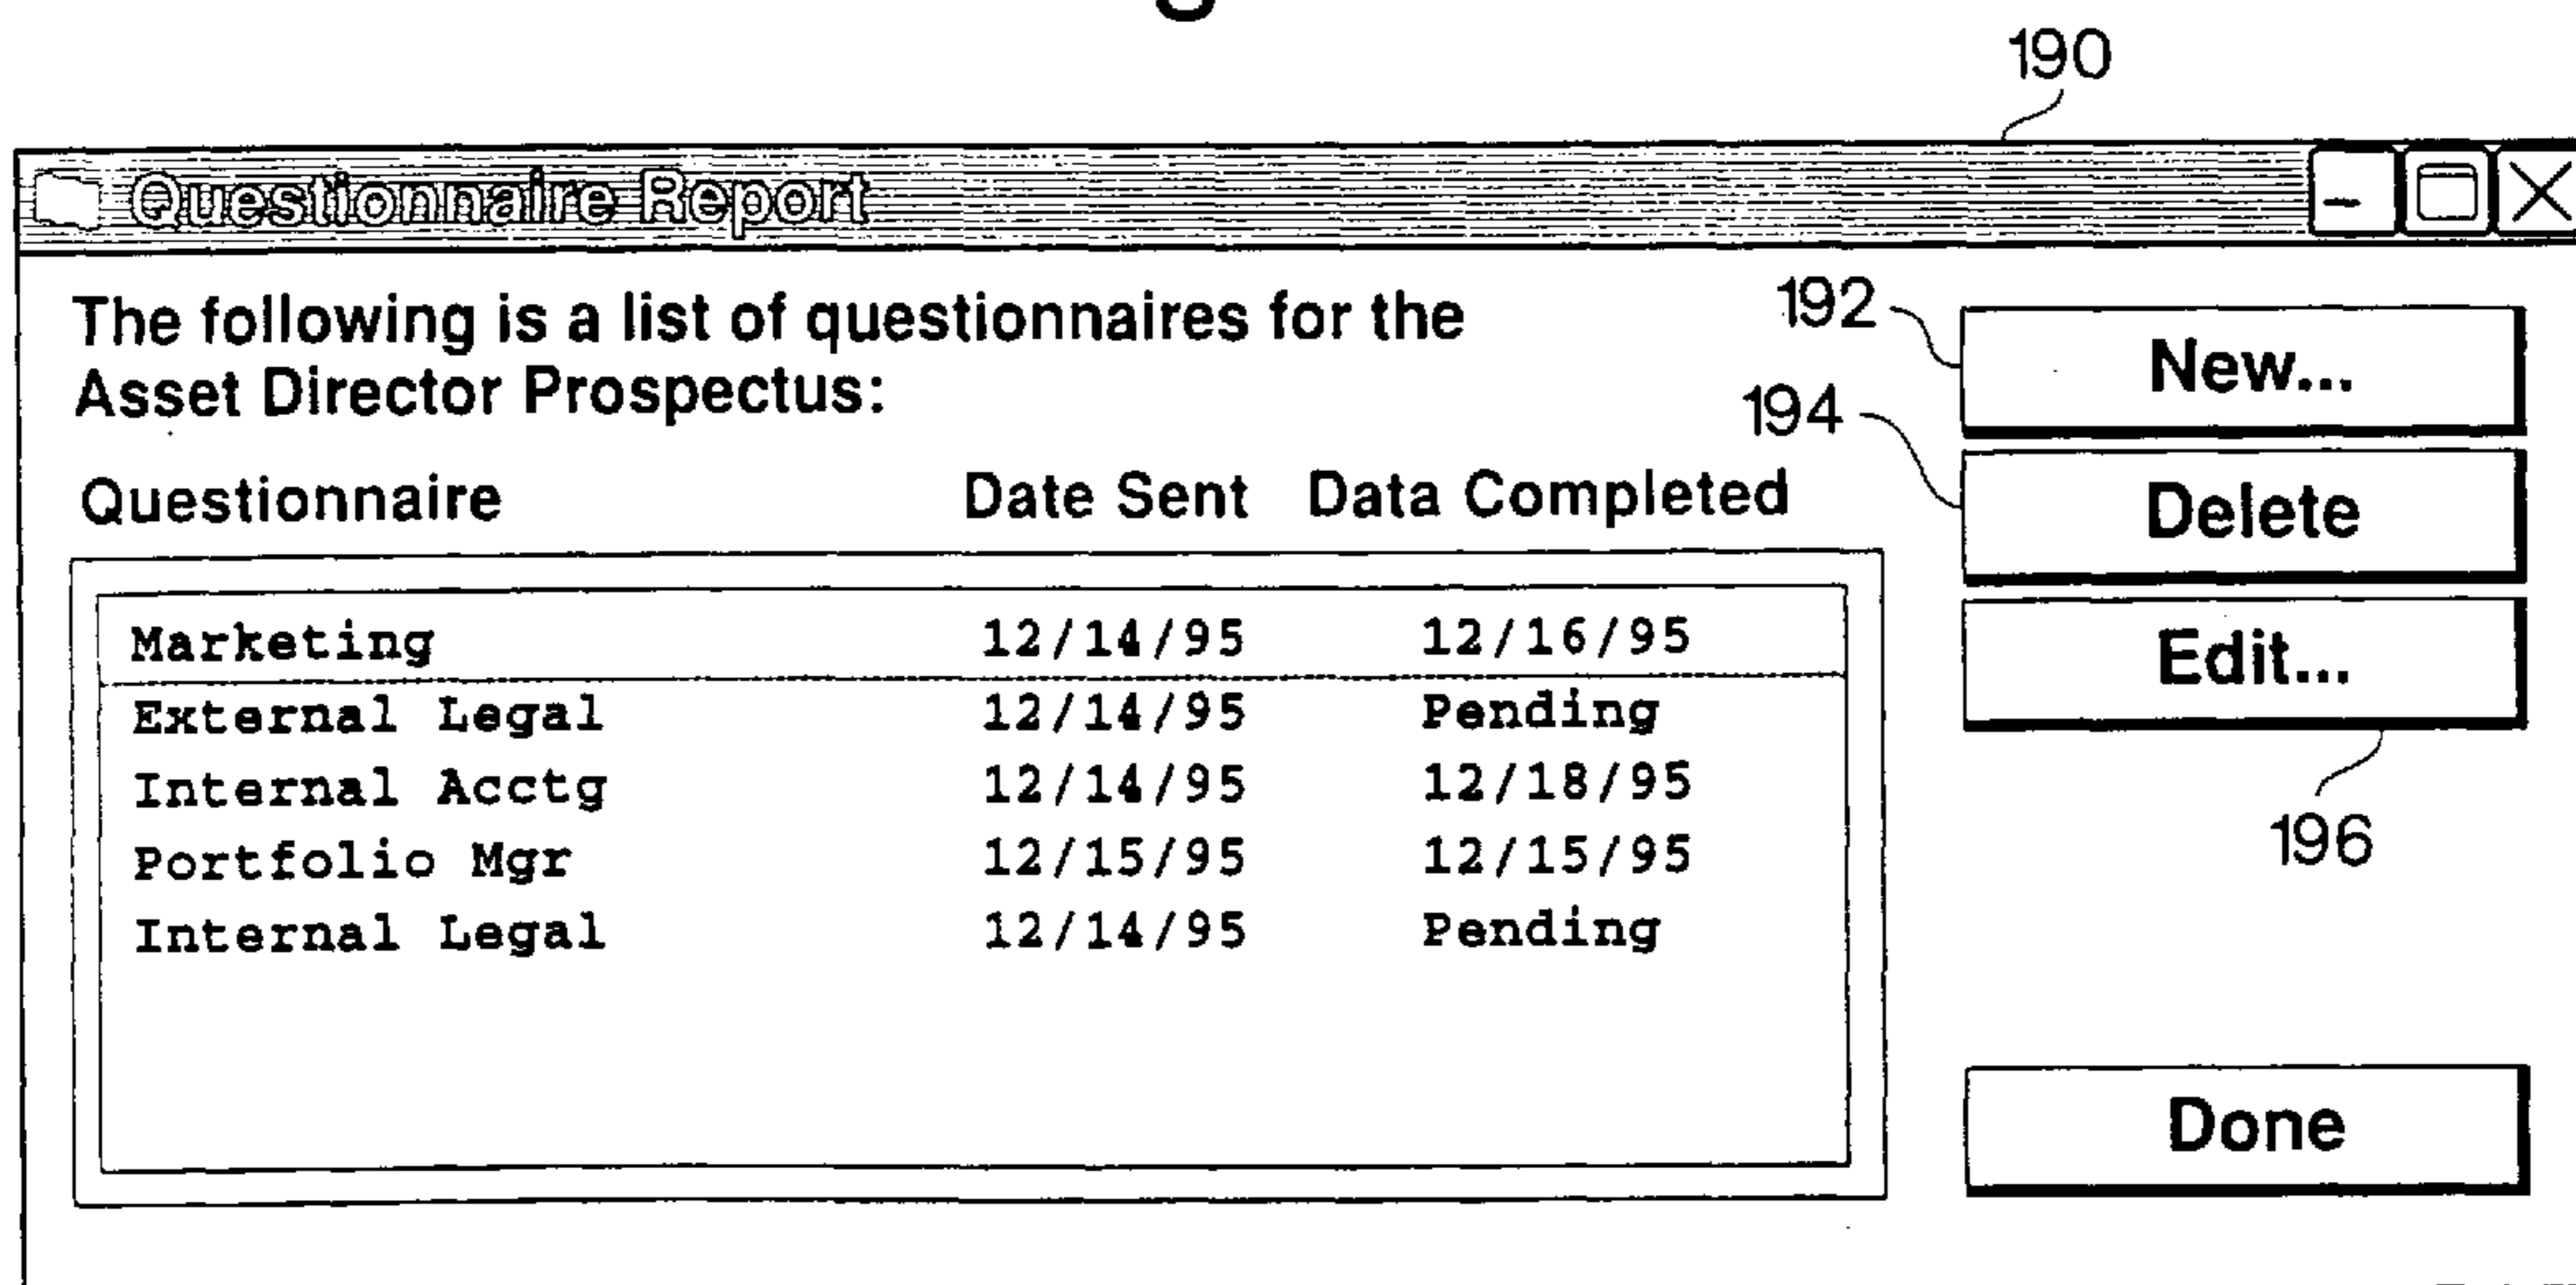 190
Questionnaire Report
The following is a list of questionnaires for the
Asset Director Prospectus:
192
New...
194
Delete
Questionnaire Date Sent Data Completed
Marketing 12/14/95 12/16/95
Edit...
External Legal 12/14/95 Pending
Internal Acctg 12/14/95 12/18/95
196
Portfolio Mgr 12/15/95 12/15/95
Internal Legal 12/14/95 Pending
Done